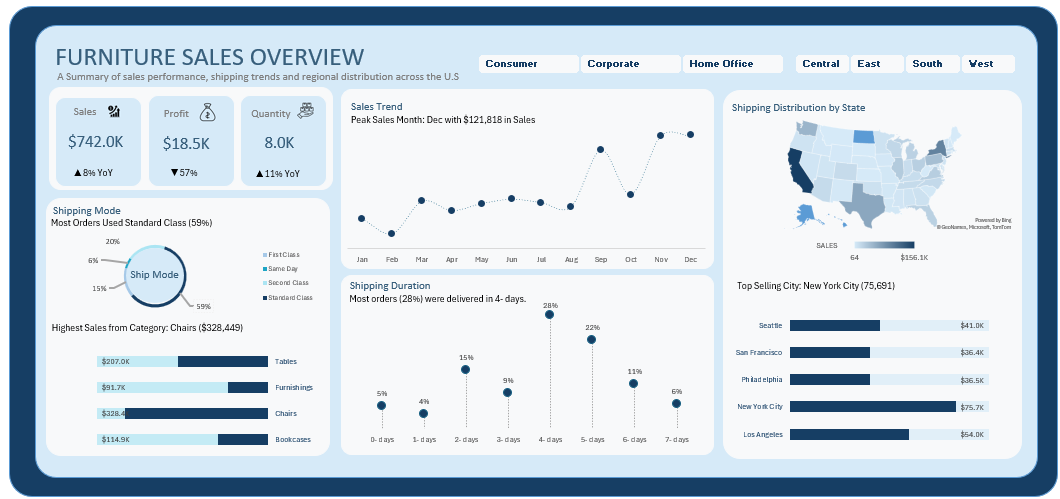 FURNITURE SALES OVERVIEW
A Summary of sales performance, shipping trends and regional distribution across the U.S
Consumer Corporate Home Office Central East South West
Sales
$742.0K
▲8% YoY
Profit
$18.5K
▼57%
Quantity
8.0K
▲11% YoY
Shipping Mode
Most Orders Used Standard Class (59%)
20%
6%
15%
59%
Ship Mode
First Class
Same Day
Second Class
Standard Class
Highest Sales from Category: Chairs ($328,449)
$207.0K Tables
$91.7K Furnishings
$328.4 Chairs
$114.9K Bookcases
Sales Trend
Peak Sales Month: Dec with $121,818 in Sales
Jan Feb Mar Apr May Jun Jul Aug Sep Oct Nov Dec
Shipping Duration
Most orders (28%) were delivered in 4- days.
5% 4% 15% 9% 28% 22% 11% 6%
0- days 1- days 2- days 3- days 4- days 5- days 6- days 7- days
Shipping Distribution by State
Powered by Bing
© GeoNames, Microsoft, TomTom
SALES
64 $156.1K
Top Selling City: New York City (75,691)
Seattle $41.0K
San Francisco $36.4K
Philadelphia $36.5K
New York City $75.7K
Los Angeles $54.0K